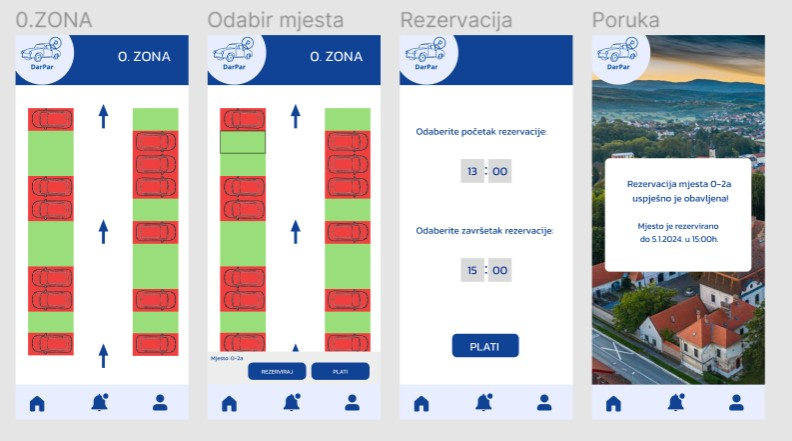 0.ZONA
Odabir mjesta
Rezervacija
Poruka
DarPar
0. ZONA
DarPar
0. ZONA
DarPar
DarPar
Mjesto: 0-2a
REZERVIRAJ
PLATI
Odaberite početak rezervacije:
13 : 00
Odaberite završetak rezervacije:
15 : 00
PLATI
Rezervacija mjesta 0-2a
uspješno je obavljena!
Mjesto je rezervirano
do 5.1.2024. u 15:00h.